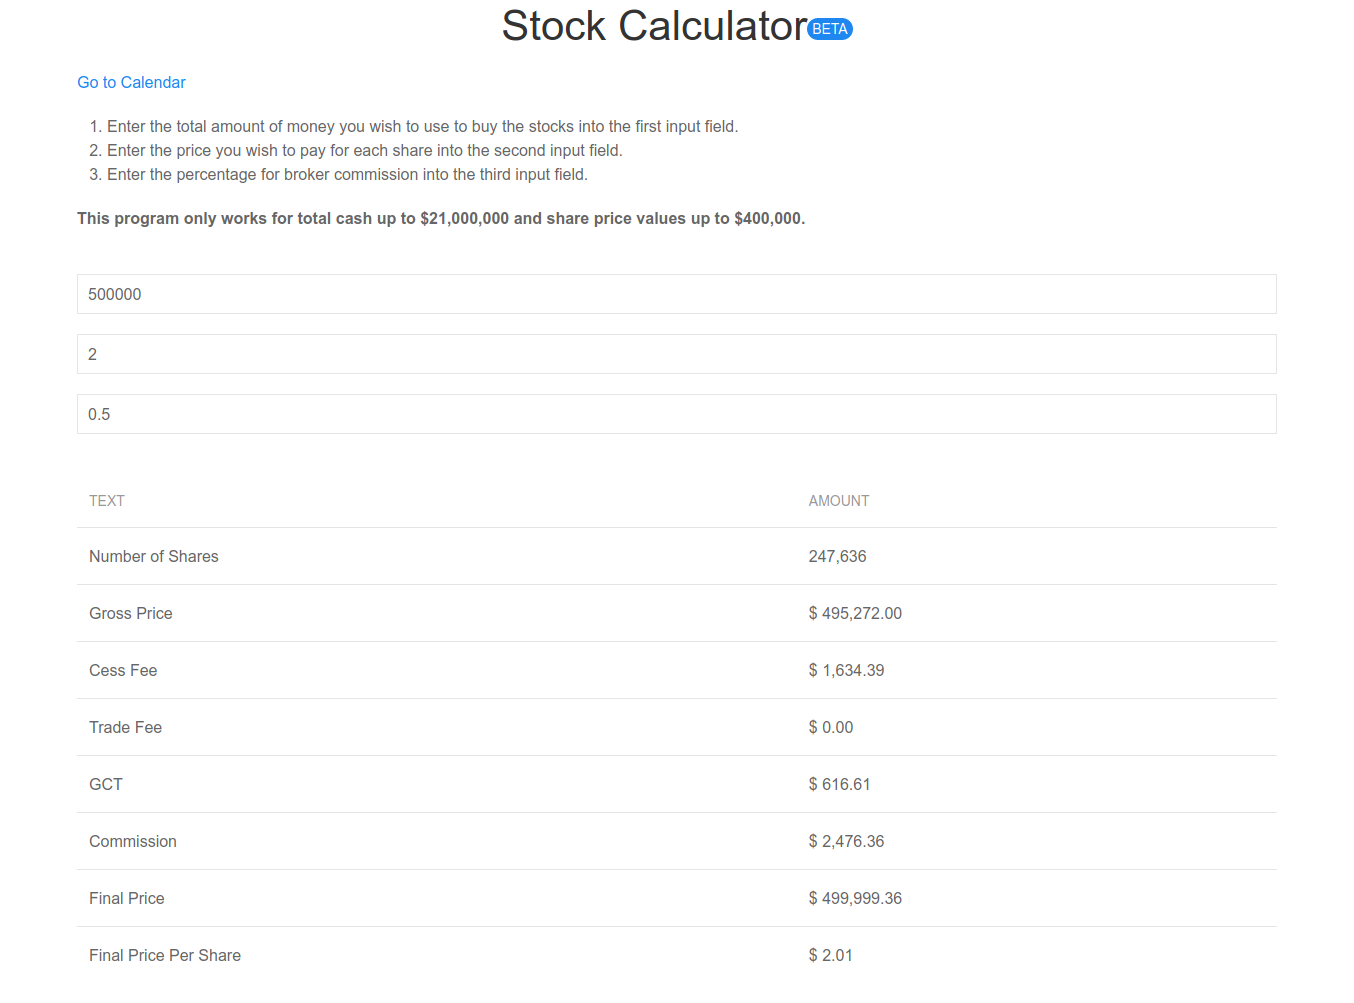 Stock Calculator BETA
Go to Calendar
1. Enter the total amount of money you wish to use to buy the stocks into the first input field.
2. Enter the price you wish to pay for each share into the second input field.
3. Enter the percentage for broker commission into the third input field.
This program only works for total cash up to $21,000,000 and share price values up to $400,000.
500000
2
0.5
TEXT AMOUNT
Number of Shares 247,636
Gross Price $ 495,272.00
Cess Fee $ 1,634.39
Trade Fee $ 0.00
GCT $ 616.61
Commission $ 2,476.36
Final Price $ 499,999.36
Final Price Per Share $ 2.01